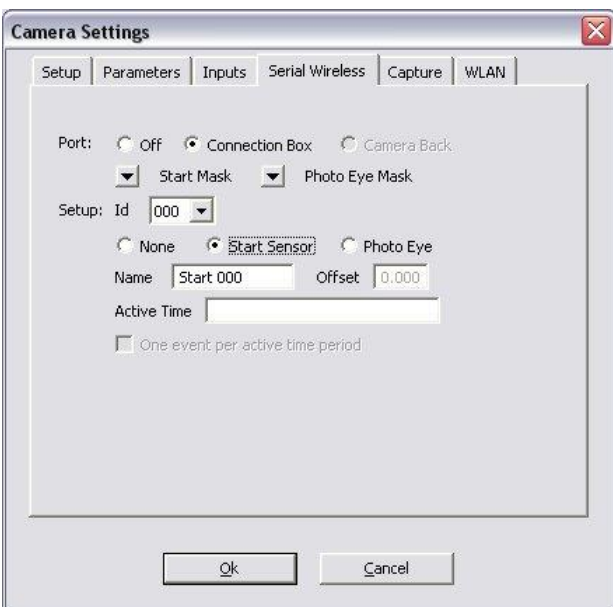 Camera Settings
Setup Parameters Inputs Serial Wireless Capture WLAN
Port: Off Connection Box Camera Back
Start Mask Photo Eye Mask
Setup: Id 000
None Start Sensor Photo Eye
Name Start 000 Offset 0.000
Active Time
One event per active time period
Ok Cancel